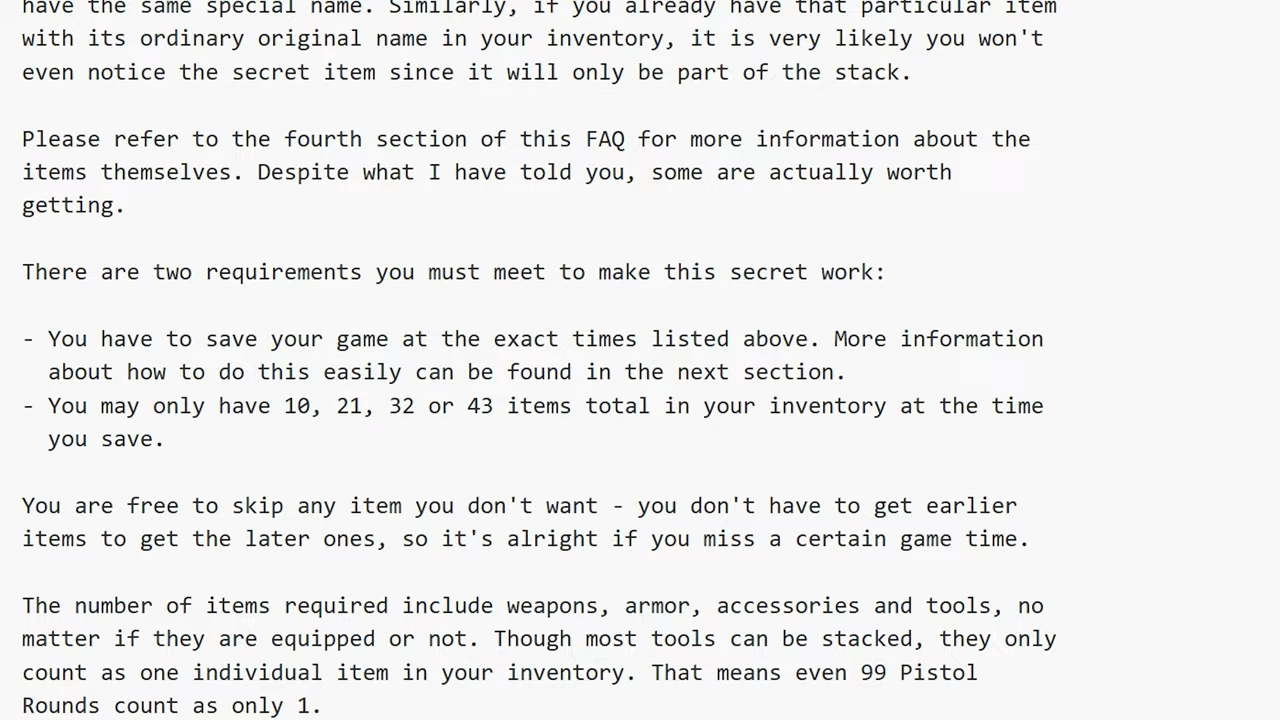 have the same special name. Similarly, if you already have that particular item
with its ordinary original name in your inventory, it is very likely you won't
even notice the secret item since it will only be part of the stack.
Please refer to the fourth section of this FAQ for more information about the
items themselves. Despite what I have told you, some are actually worth
getting.
There are two requirements you must meet to make this secret work:
- You have to save your game at the exact times listed above. More information
about how to do this easily can be found in the next section.
- You may only have 10, 21, 32 or 43 items total in your inventory at the time
you save.
You are free to skip any item you don't want - you don't have to get earlier
items to get the later ones, so it's alright if you miss a certain game time.
The number of items required include weapons, armor, accessories and tools, no
matter if they are equipped or not. Though most tools can be stacked, they only
count as one individual item in your inventory. That means even 99 Pistol
Rounds count as only 1.